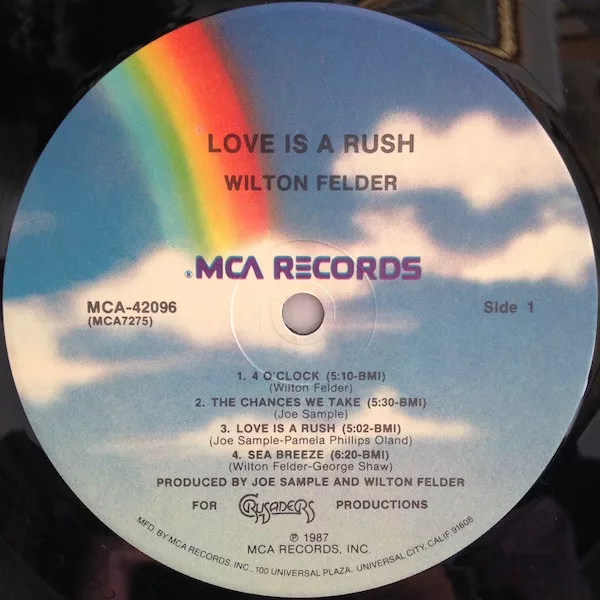 LOVE IS A RUSH
WILTON FELDER
®MCA RECORDS
MCA-42096
(MCA7275)
Side 1
1. 4 O'CLOCK (5:10-BMI)
(Wilton Felder)
2. THE CHANCES WE TAKE (5:30-BMI)
(Joe Sample)
3. LOVE IS A RUSH (5:02-BMI)
(Joe Sample-Pamela Phillips Oland)
4. SEA BREEZE (6:20-BMI)
(Wilton Felder-George Shaw)
PRODUCED BY JOE SAMPLE AND WILTON FELDER
FOR CRUSADERS PRODUCTIONS
℗ 1987
MCA RECORDS, INC.
MFD. BY MCA RECORDS, INC., 100 UNIVERSAL PLAZA, UNIVERSAL CITY, CALIF. 91608